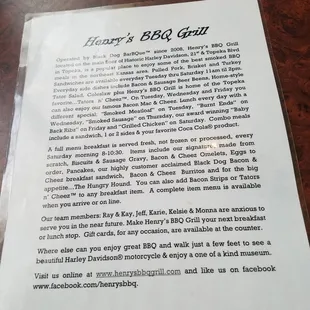 Henry's BBQ Grill
Operated by Black Dog BarBQue™ since 2008, Henry's BBQ Grill
located on the main floor of Historic Harley Davidson, 21st & Topeka Blvd
in Topeka, is a popular place to enjoy some of the best smoked BBQ
meats in the northeast Kansas area. Pulled Pork, Brisket and Turkey
Sandwiches are available everyday Tuesday thru Saturday 11am to 2pm.
Everyday side dishes include Bacon & Sausage Beer Beans, Home-style
Tater Salad, Calicslaw plus Henry's BBQ Grill is home of the Topeka
favorite...Tators n' Cheez™. On Tuesday, Wednesday and Friday you
can also enjoy our famous Bacon Mac & Cheese. Lunch every day with a
different special: "Smoked Meatloaf" on Tuesday, "Burnt Ends" on
Wednesday, "Smoked Sausage" on Thursday, our award winning "Baby
Back Ribs" on Friday and "Grilled Chicken" on Saturday. Combo meals
include a sandwich, 1 or 2 sides & your favorite Coca Cola® product.
A full menu breakfast is served fresh, not frozen or processed, every
Saturday morning 8-10:30. Items include our signature, made from
scratch, Biscuits & Sausage Gravy, Bacon & Cheez Omelets, Eggs to
order, Pancakes, our highly customer acclaimed Black Dog Bacon &
Cheez breakfast sandwich, Bacon & Cheez Burritos and for the big
appetite....The Hungry Hound. You can also add Bacon Strips or Tators
n' Cheez™ to any breakfast item. A complete item menu is available
when you arrive or on line.
Our team members: Ray & Kay, Jeff, Karie, Kelsie & Monna are anxious to
serve you in the near future. Make Henry's BBQ Grill your next breakfast
or lunch stop. Gift cards, for any occasion, are available at the counter.
Where else can you enjoy great BBQ and walk just a few feet to see a
beautiful Harley Davidson® motorcycle & enjoy a one of a kind museum.
Visit us online at www.henrysbbqgrill.com and like us on facebook
www.facebook.com/henrysbbq.